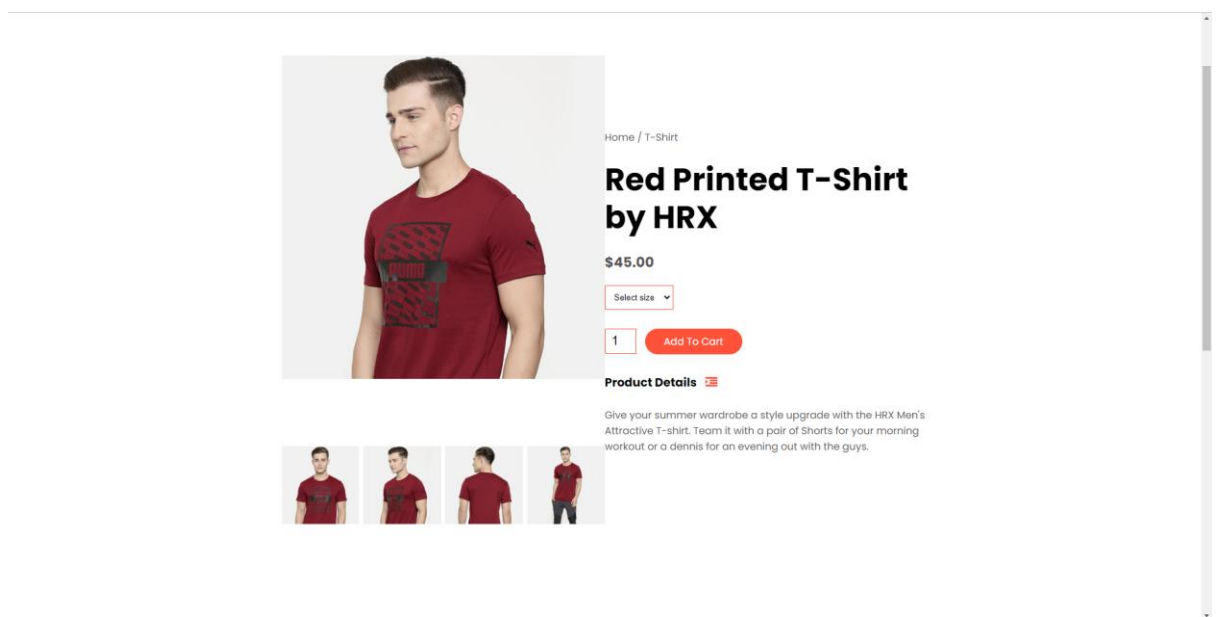 PUMA
Home / T-Shirt
Red Printed T-Shirt
by HRX
$45.00
Select size
1
Add To Cart
Product Details
Give your summer wardrobe a style upgrade with the HRX Men's
Attractive T-shirt. Team it with a pair of Shorts for your morning
workout or a dennis for an evening out with the guys.